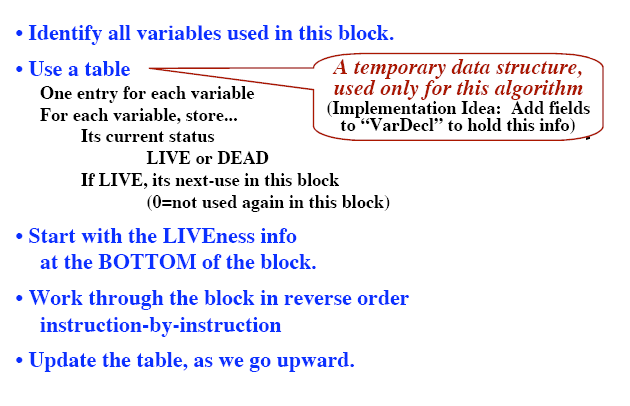 • Identify all variables used in this block.
• Use a table
One entry for each variable
For each variable, store...
Its current status
LIVE or DEAD
If LIVE, its next-use in this block
(0=not used again in this block)
A temporary data structure,
used only for this algorithm
(Implementation Idea: Add fields
to “VarDecl” to hold this info)
• Start with the LIVEness info
at the BOTTOM of the block.
• Work through the block in reverse order
instruction-by-instruction
• Update the table, as we go upward.